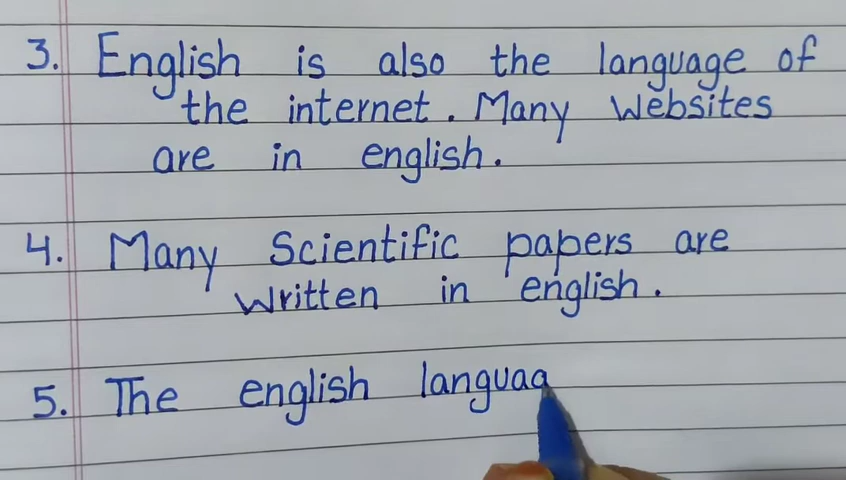 3. English is also the language of
the internet. Many Websites
are in english.
4. Many Scientific papers are
Written in english.
5. The english languag